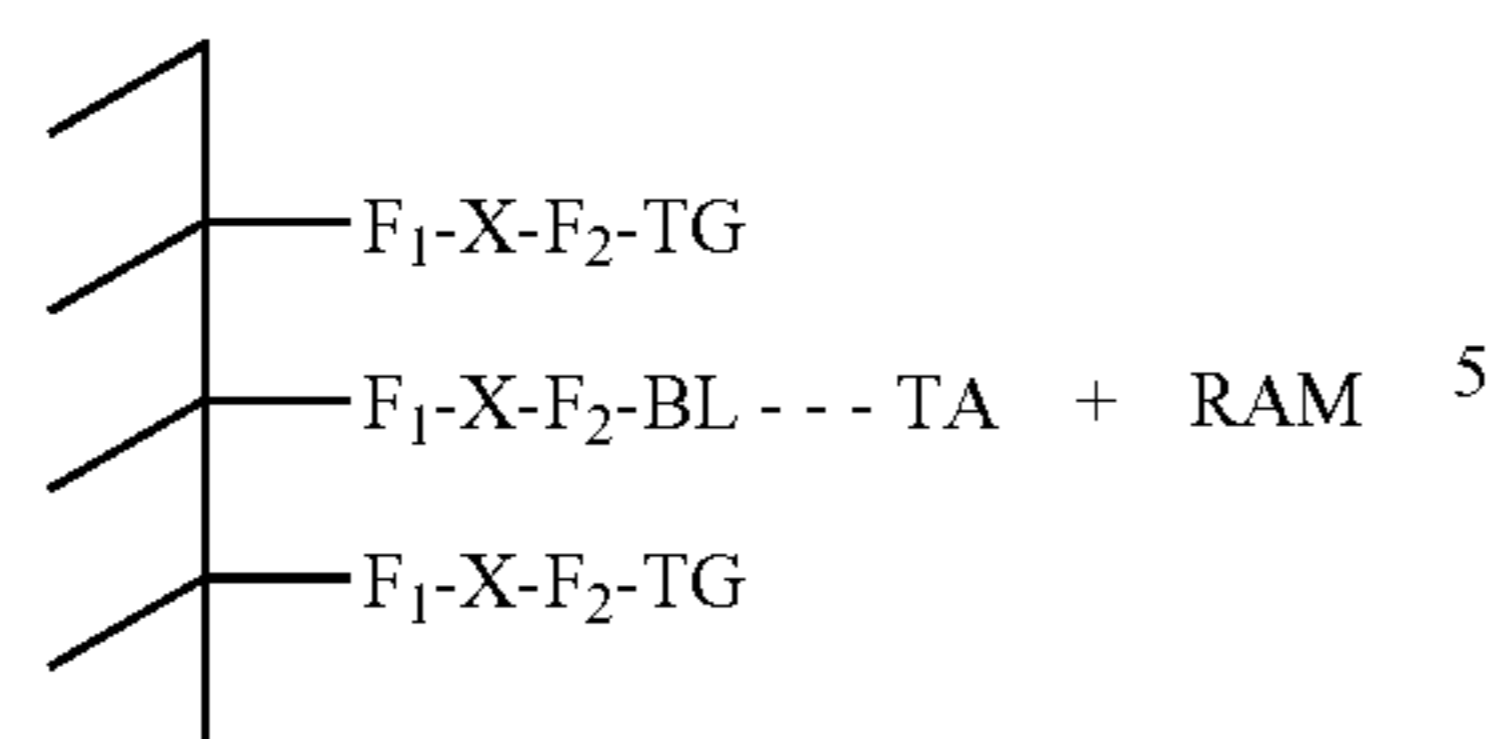 F₁-X-F₂-TG
F₁-X-F₂-BL - - - TA + RAM 5
F₁-X-F₂-TG